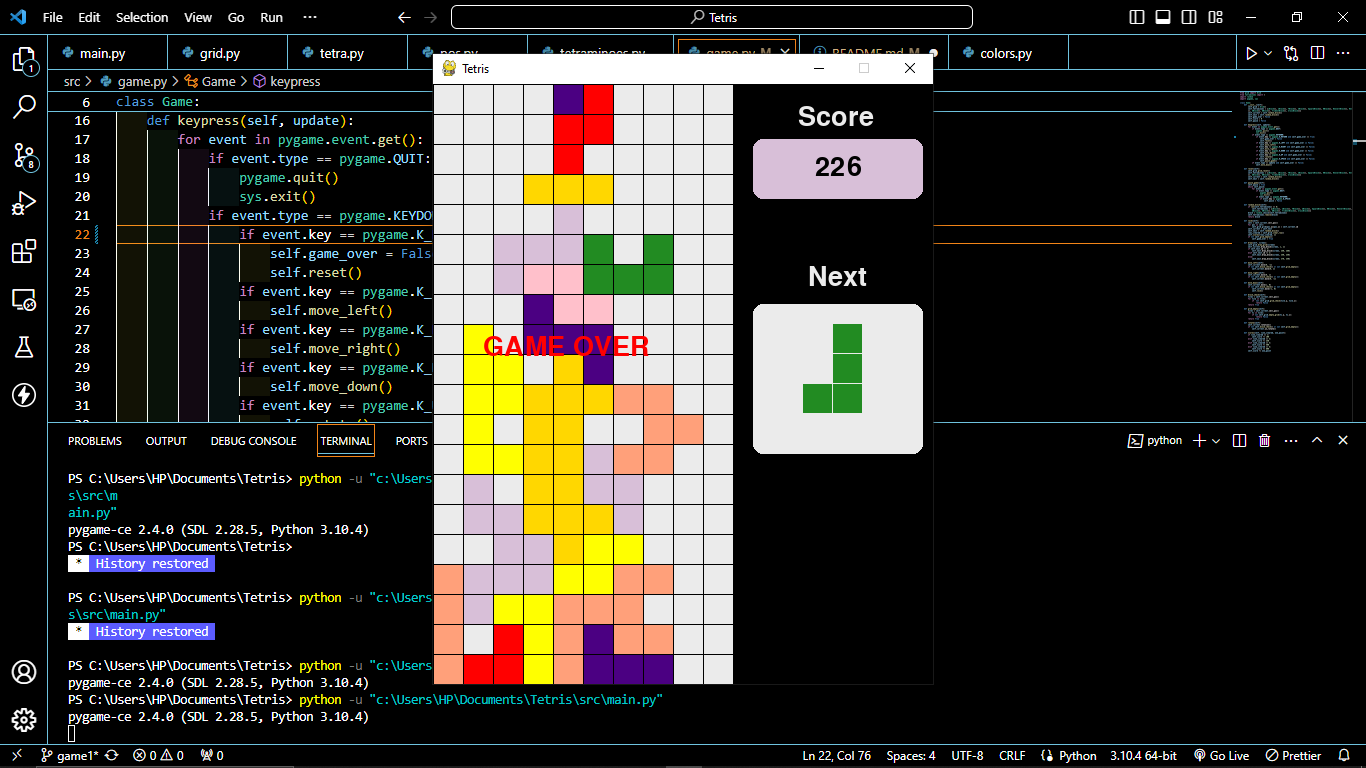 File Edit Selection View Go Run ··· Tetris
main.py grid.py tetra.py pos.py tetraminoes.py game.py M README.md M colors.py
src > game.py > Game > keypress
Tetris
6 class Game:
16 def keypress(self, update):
17 for event in pygame.event.get():
18 if event.type == pygame.QUIT:
19 pygame.quit()
20 sys.exit()
21 if event.type == pygame.KEYDO
22 if event.key == pygame.K_
23 self.game_over = Fals
24 self.reset()
25 if event.key == pygame.K_
26 self.move_left()
27 if event.key == pygame.K_
28 self.move_right()
29 if event.key == pygame.K_
30 self.move_down()
31 if event.key == pygame.K_
Score
226
Next
GAME OVER
1
8
PROBLEMS OUTPUT DEBUG CONSOLE TERMINAL PORTS python
PS C:\Users\HP\Documents\Tetris> python -u "c:\Users
s\src\m
ain.py"
pygame-ce 2.4.0 (SDL 2.28.5, Python 3.10.4)
PS C:\Users\HP\Documents\Tetris>
* History restored
PS C:\Users\HP\Documents\Tetris> python -u "c:\Users
s\src\main.py"
* History restored
PS C:\Users\HP\Documents\Tetris> python -u "c:\Users
pygame-ce 2.4.0 (SDL 2.28.5, Python 3.10.4)
PS C:\Users\HP\Documents\Tetris> python -u "c:\Users\HP\Documents\Tetris\src\main.py"
pygame-ce 2.4.0 (SDL 2.28.5, Python 3.10.4)
game1* 0 0 0 Ln 22, Col 76 Spaces: 4 UTF-8 CRLF Python 3.10.4 64-bit Go Live Prettier